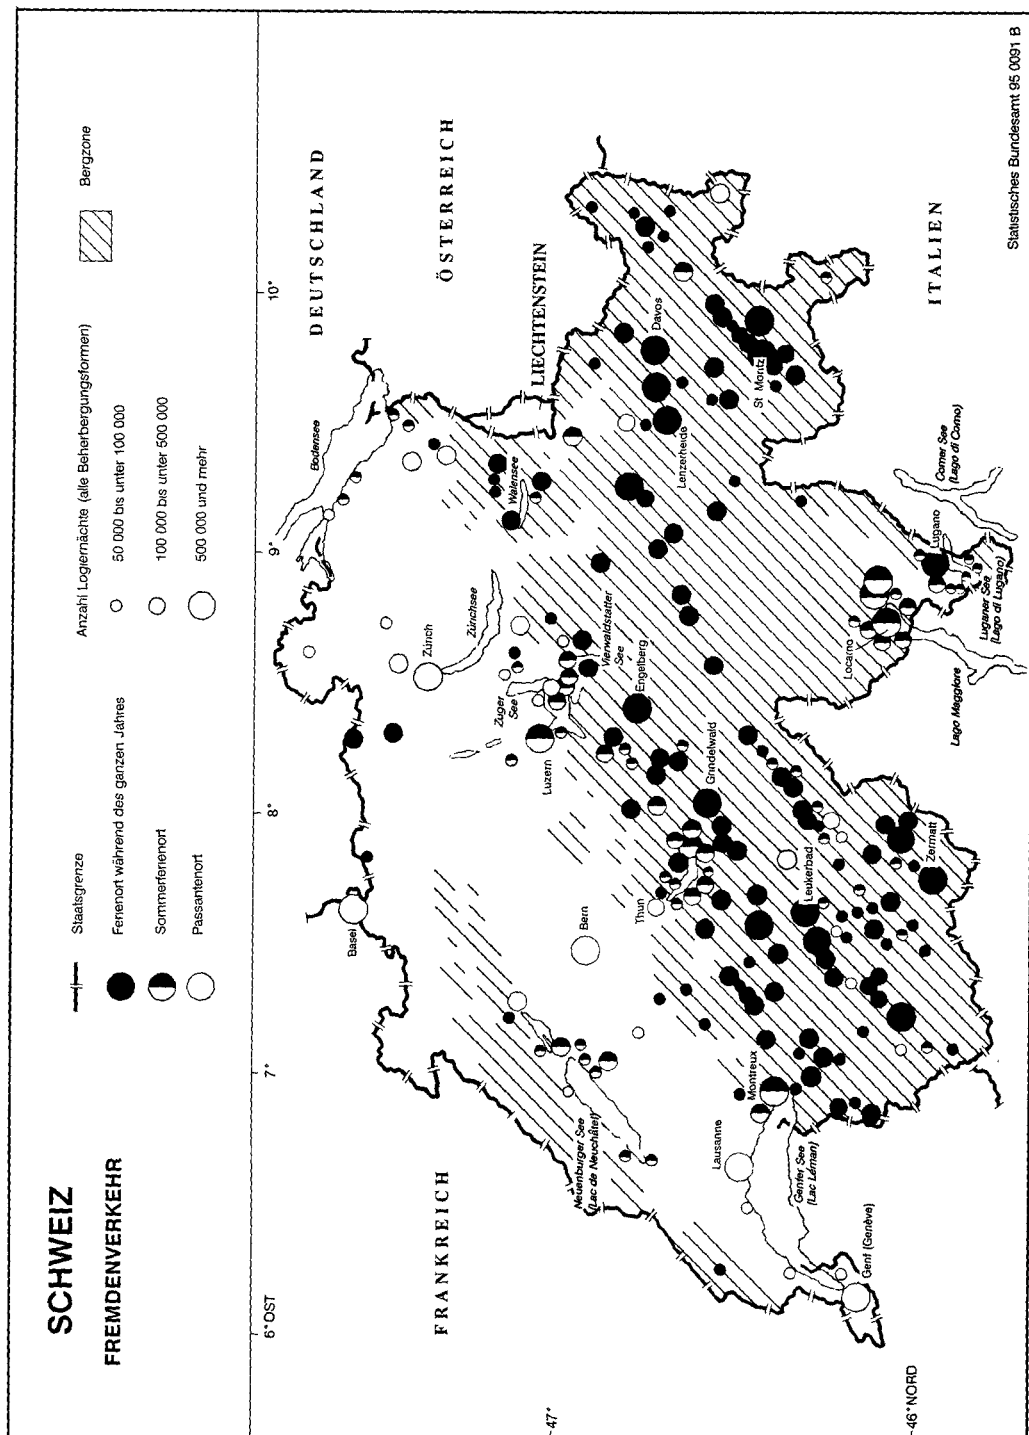 SCHWEIZ
FREMDENVERKEHR
Staatsgrenze
Ferienort während des ganzen Jahres
Sommerferienort
Passantenort
Anzahl Logiernächte (alle Beherbergungsformen)
50 000 bis unter 100 000
100 000 bis unter 500 000
500 000 und mehr
Bergzone
6°OST
7°
8°
9°
10°
47°
46°NORD
FRANKREICH
DEUTSCHLAND
ÖSTERREICH
LIECHTENSTEIN
ITALIEN
Basel
Bodensee
Zürich
Zürichsee
Walensee
Zuger
See
Luzern
Vierwaldstätter
See
Engelberg
Davos
Lenzerheide
St Moritz
Bern
Thun
Grindelwald
Neuenburger See
(Lac de Neuchâtel)
Lausanne
Montreux
Genfer See
(Lac Léman)
Genf (Genève)
Leukerbad
Zermatt
Locarno
Lago Maggiore
Lugano
Luganer See
(Lago di Lugano)
Comer See
(Lago di Como)
Statistisches Bundesamt 95 0091 B